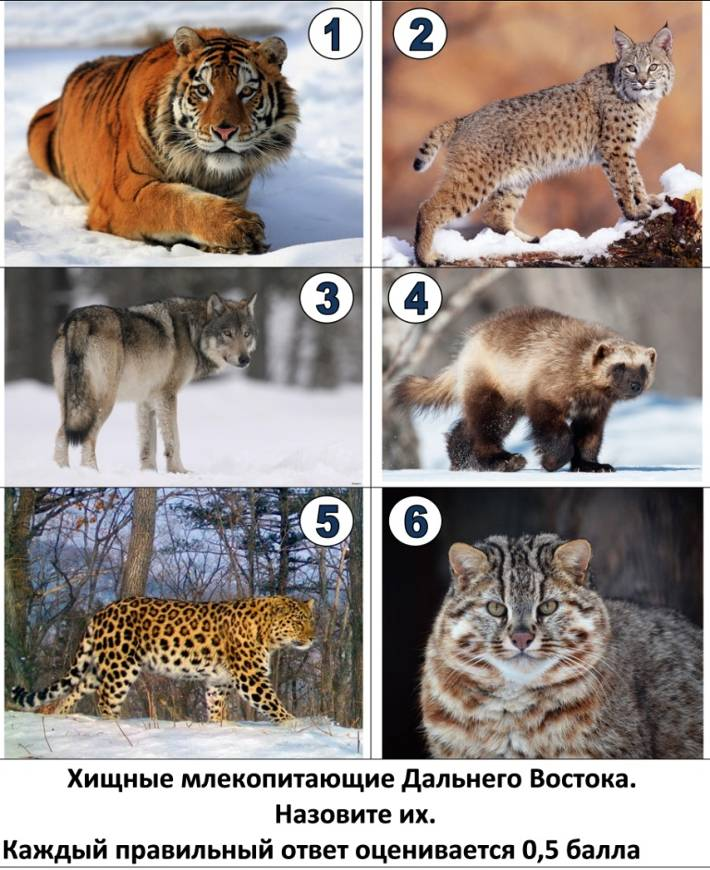 1
2
3
4
5
6
Хищные млекопитающие Дальнего Востока.
Назовите их.
Каждый правильный ответ оценивается 0,5 балла